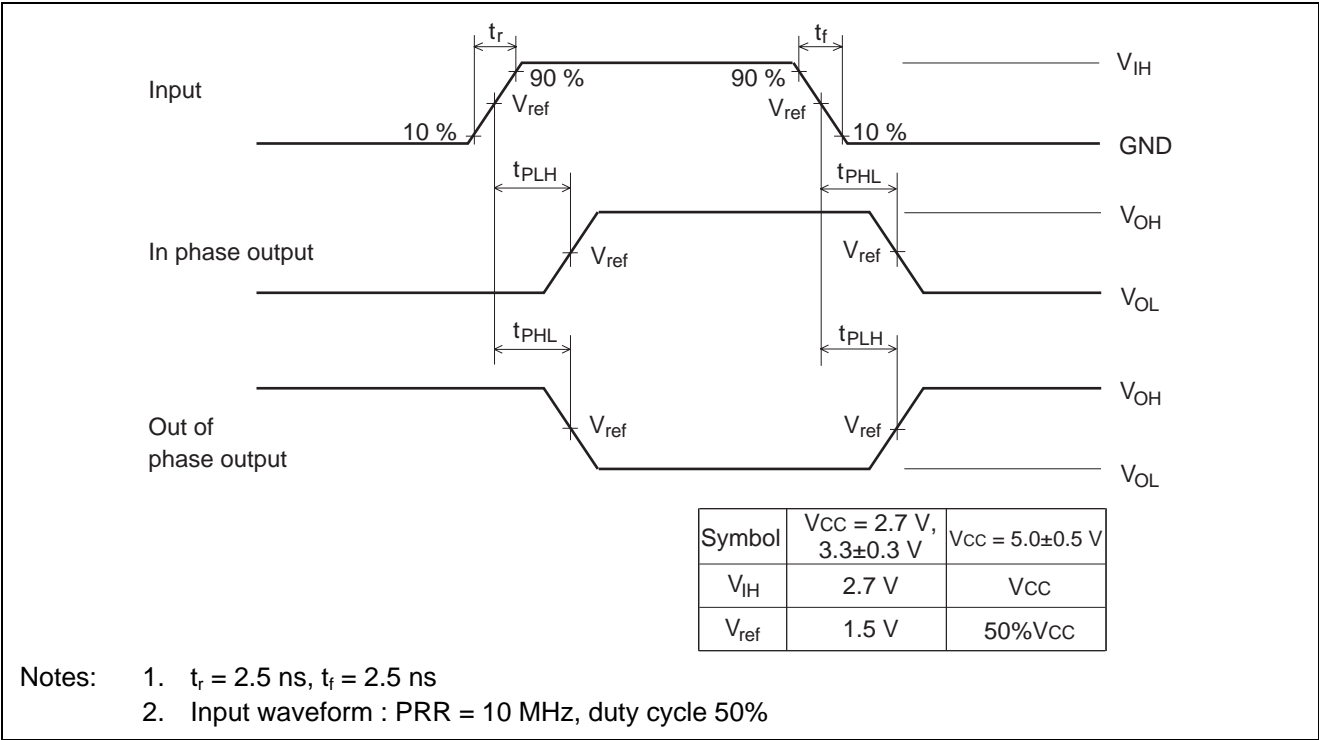 tr
tf
Input
90 %
90 %
VIH
Vref
Vref
10 %
10 %
GND
tPLH
tPHL
VOH
In phase output
Vref
Vref
VOL
tPHL
tPLH
VOH
Out of
phase output
Vref
Vref
VOL
Symbol VCC = 2.7 V, 3.3±0.3 V VCC = 5.0±0.5 V
VIH 2.7 V VCC
Vref 1.5 V 50%VCC
Notes: 1. tr = 2.5 ns, tf = 2.5 ns
2. Input waveform : PRR = 10 MHz, duty cycle 50%